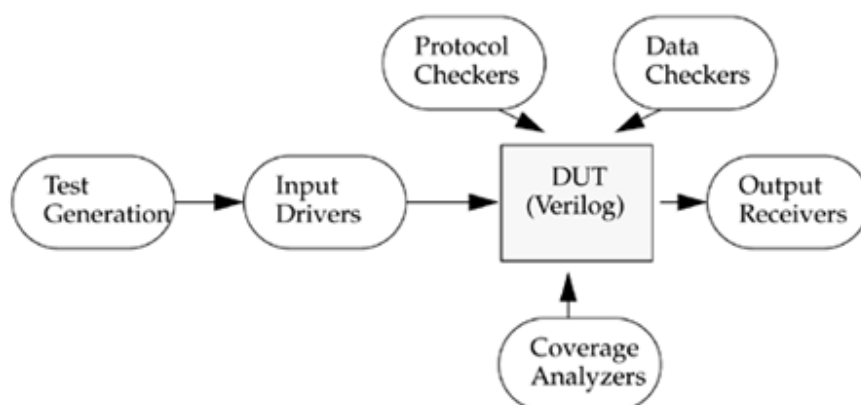 Protocol
Checkers
Data
Checkers
Test
Generation
Input
Drivers
DUT
(Verilog)
Output
Receivers
Coverage
Analyzers